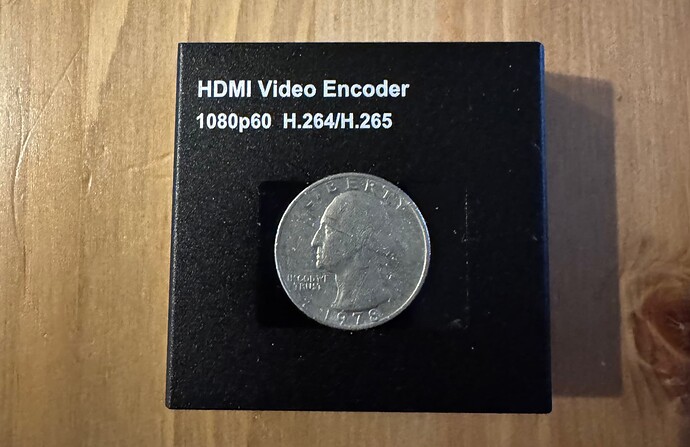 HDMI Video Encoder
1080p60 H.264/H.265
LIBERTY
IN GOD WE
TRUST
1978